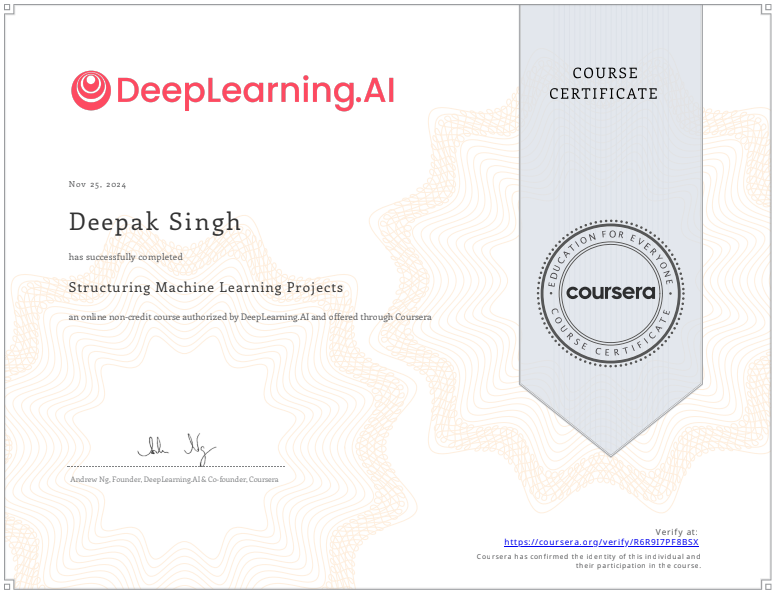 DeepLearning.AI
COURSE
CERTIFICATE
Nov 25, 2024
Deepak Singh
has successfully completed
Structuring Machine Learning Projects
an online non-credit course authorized by DeepLearning.AI and offered through Coursera
EDUCATION FOR EVERYONE
coursera
COURSE CERTIFICATE
Andrew Ng, Founder, DeepLearning.AI & Co-founder, Coursera
Verify at:
https://coursera.org/verify/R6R9I7PF8BSX
Coursera has confirmed the identity of this individual and
their participation in the course.